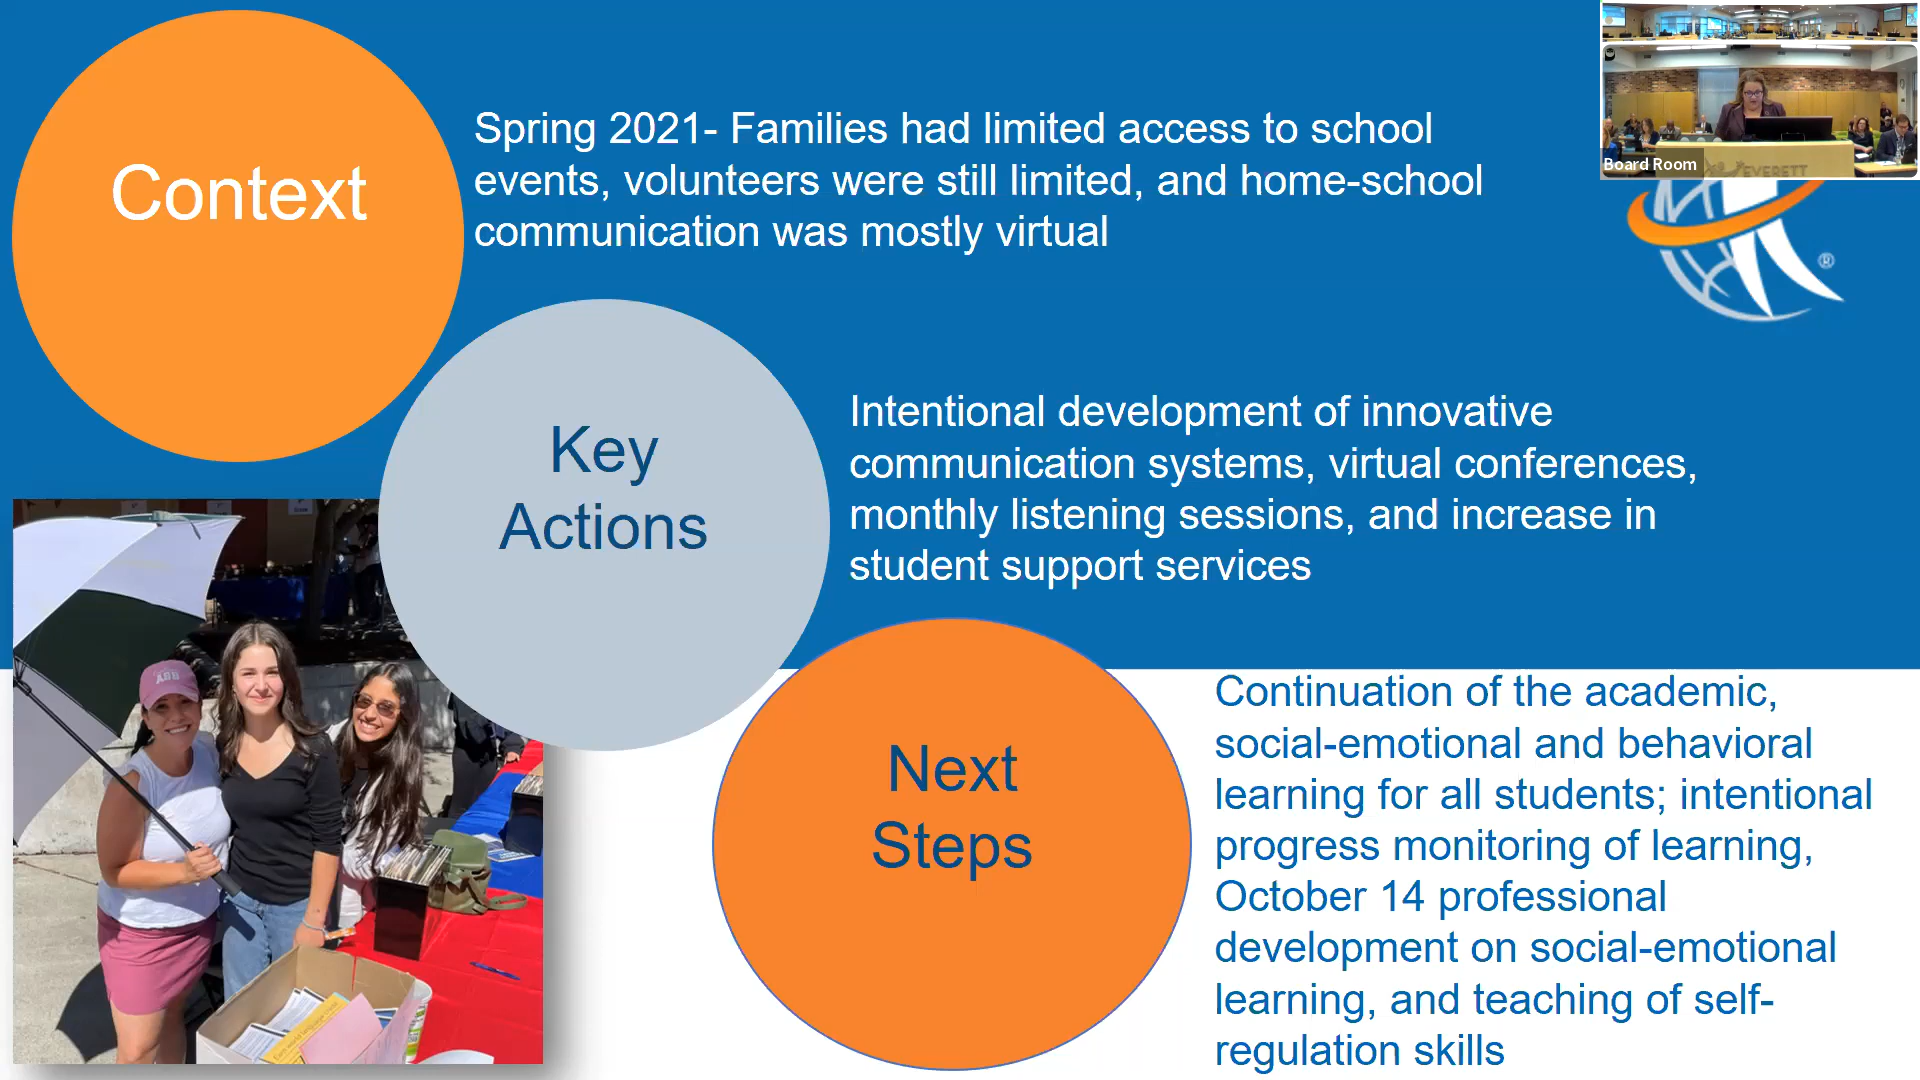 Context
Spring 2021- Families had limited access to school
events, volunteers were still limited, and home-school
communication was mostly virtual
Board Room
EVERETT
®
Key
Actions
Intentional development of innovative
communication systems, virtual conferences,
monthly listening sessions, and increase in
student support services
ASB
Next
Steps
Continuation of the academic,
social-emotional and behavioral
learning for all students; intentional
progress monitoring of learning,
October 14 professional
development on social-emotional
learning, and teaching of self-
regulation skills